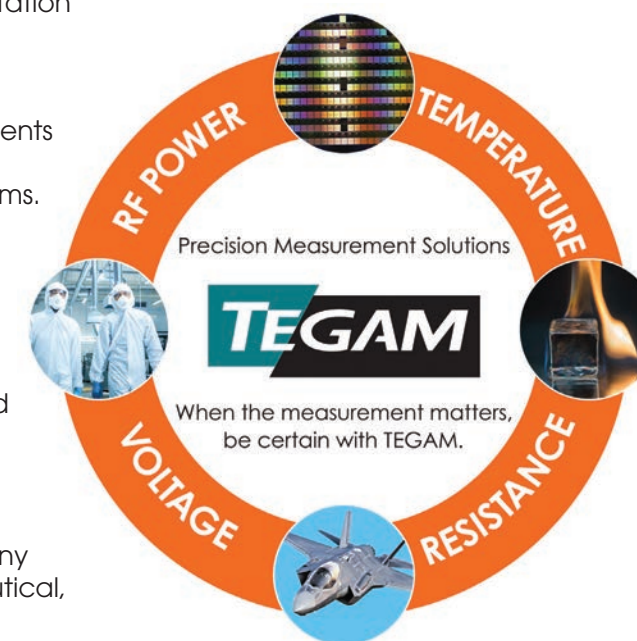 tation
ents
ms.
d
ny
utical,
RF POWER
TEMPERATURE
Precision Measurement Solutions
TEGAM
When the measurement matters,
be certain with TEGAM.
VOLTAGE
RESISTANCE